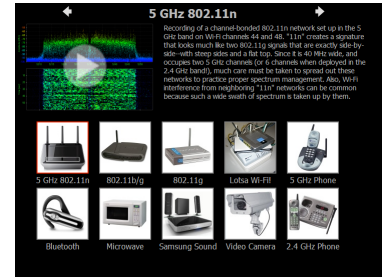 5 GHz 802.11n
Recording of a channel-bonded 802.11n network set up in the 5
GHz band on Wi-Fi channels 44 and 48. "11n" creates a signature
that looks much like two 802.11g signals that are exactly side-by-
side--with steep sides and a flat top. Since it is 40 MHz wide, and
occupies two 5 GHz channels (or 6 channels when deployed in the
2.4 GHz band!), much care must be taken to spread out these
networks to practice proper spectrum management. Also, Wi-Fi
interference from neighboring "11n" networks can be common
because such a wide swath of spectrum is taken up by them.
5 GHz 802.11n 802.11b/g 802.11g Lotsa Wi-Fi! 5 GHz Phone
Bluetooth Microwave Samsung Sound Video Camera 2.4 GHz Phone